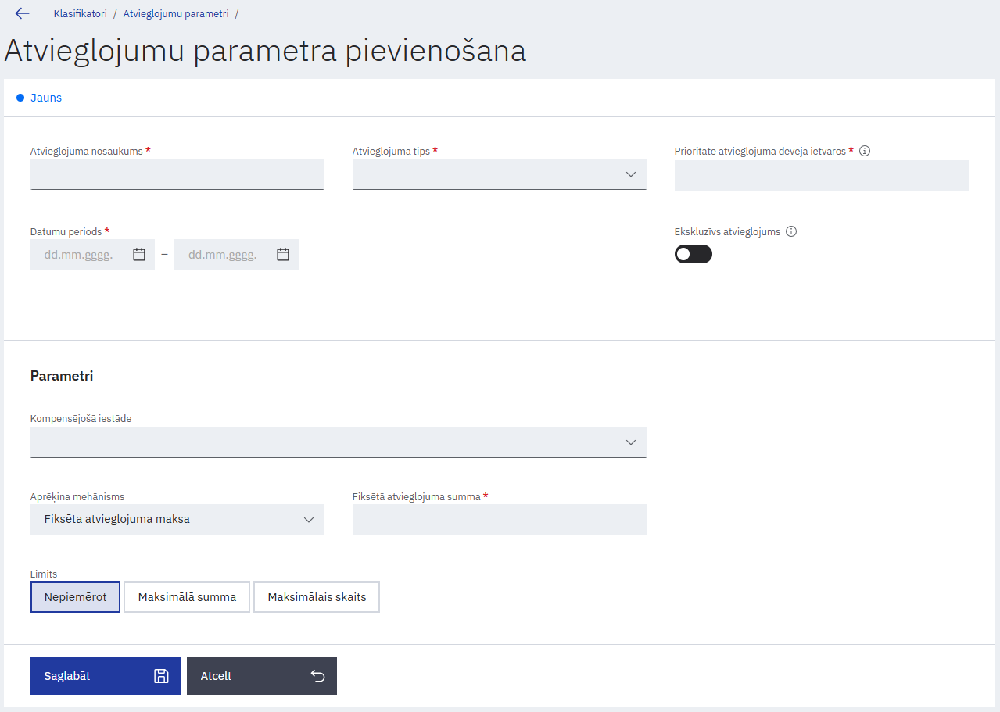 Klasifikatori / Atvieglojumu parametri /
Atvieglojumu parametra pievienošana
Jauns
Atvieglojuma nosaukums * Atvieglojuma tips * Prioritāte atvieglojuma devēja ietvaros *
Datumu periods * Ekskluzīvs atvieglojums
dd.mm.gggg. – dd.mm.gggg.
Parametri
Kompensējošā iestāde
Aprēķina mehānisms Fiksētā atvieglojuma summa *
Fiksēta atvieglojuma maksa
Limits
Nepiemērot Maksimālā summa Maksimālais skaits
Saglabāt Atcelt